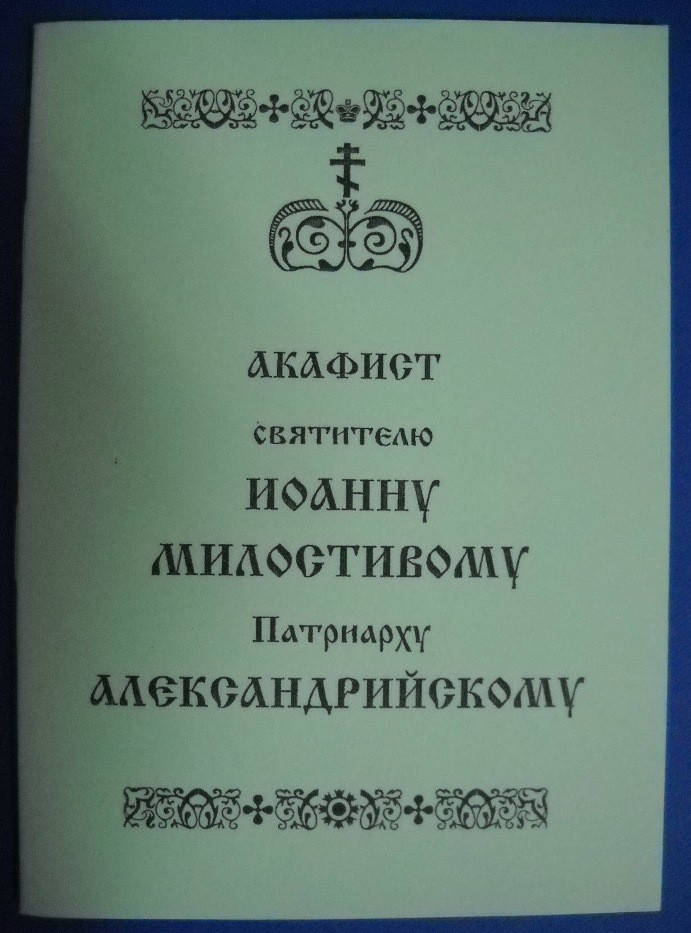 АКАФИСТ
СВЯТИТЕЛЮ
ИОАННУ
МИЛОСТИВОМУ
Патриарху
АЛЕКСАНДРИЙСКОМУ